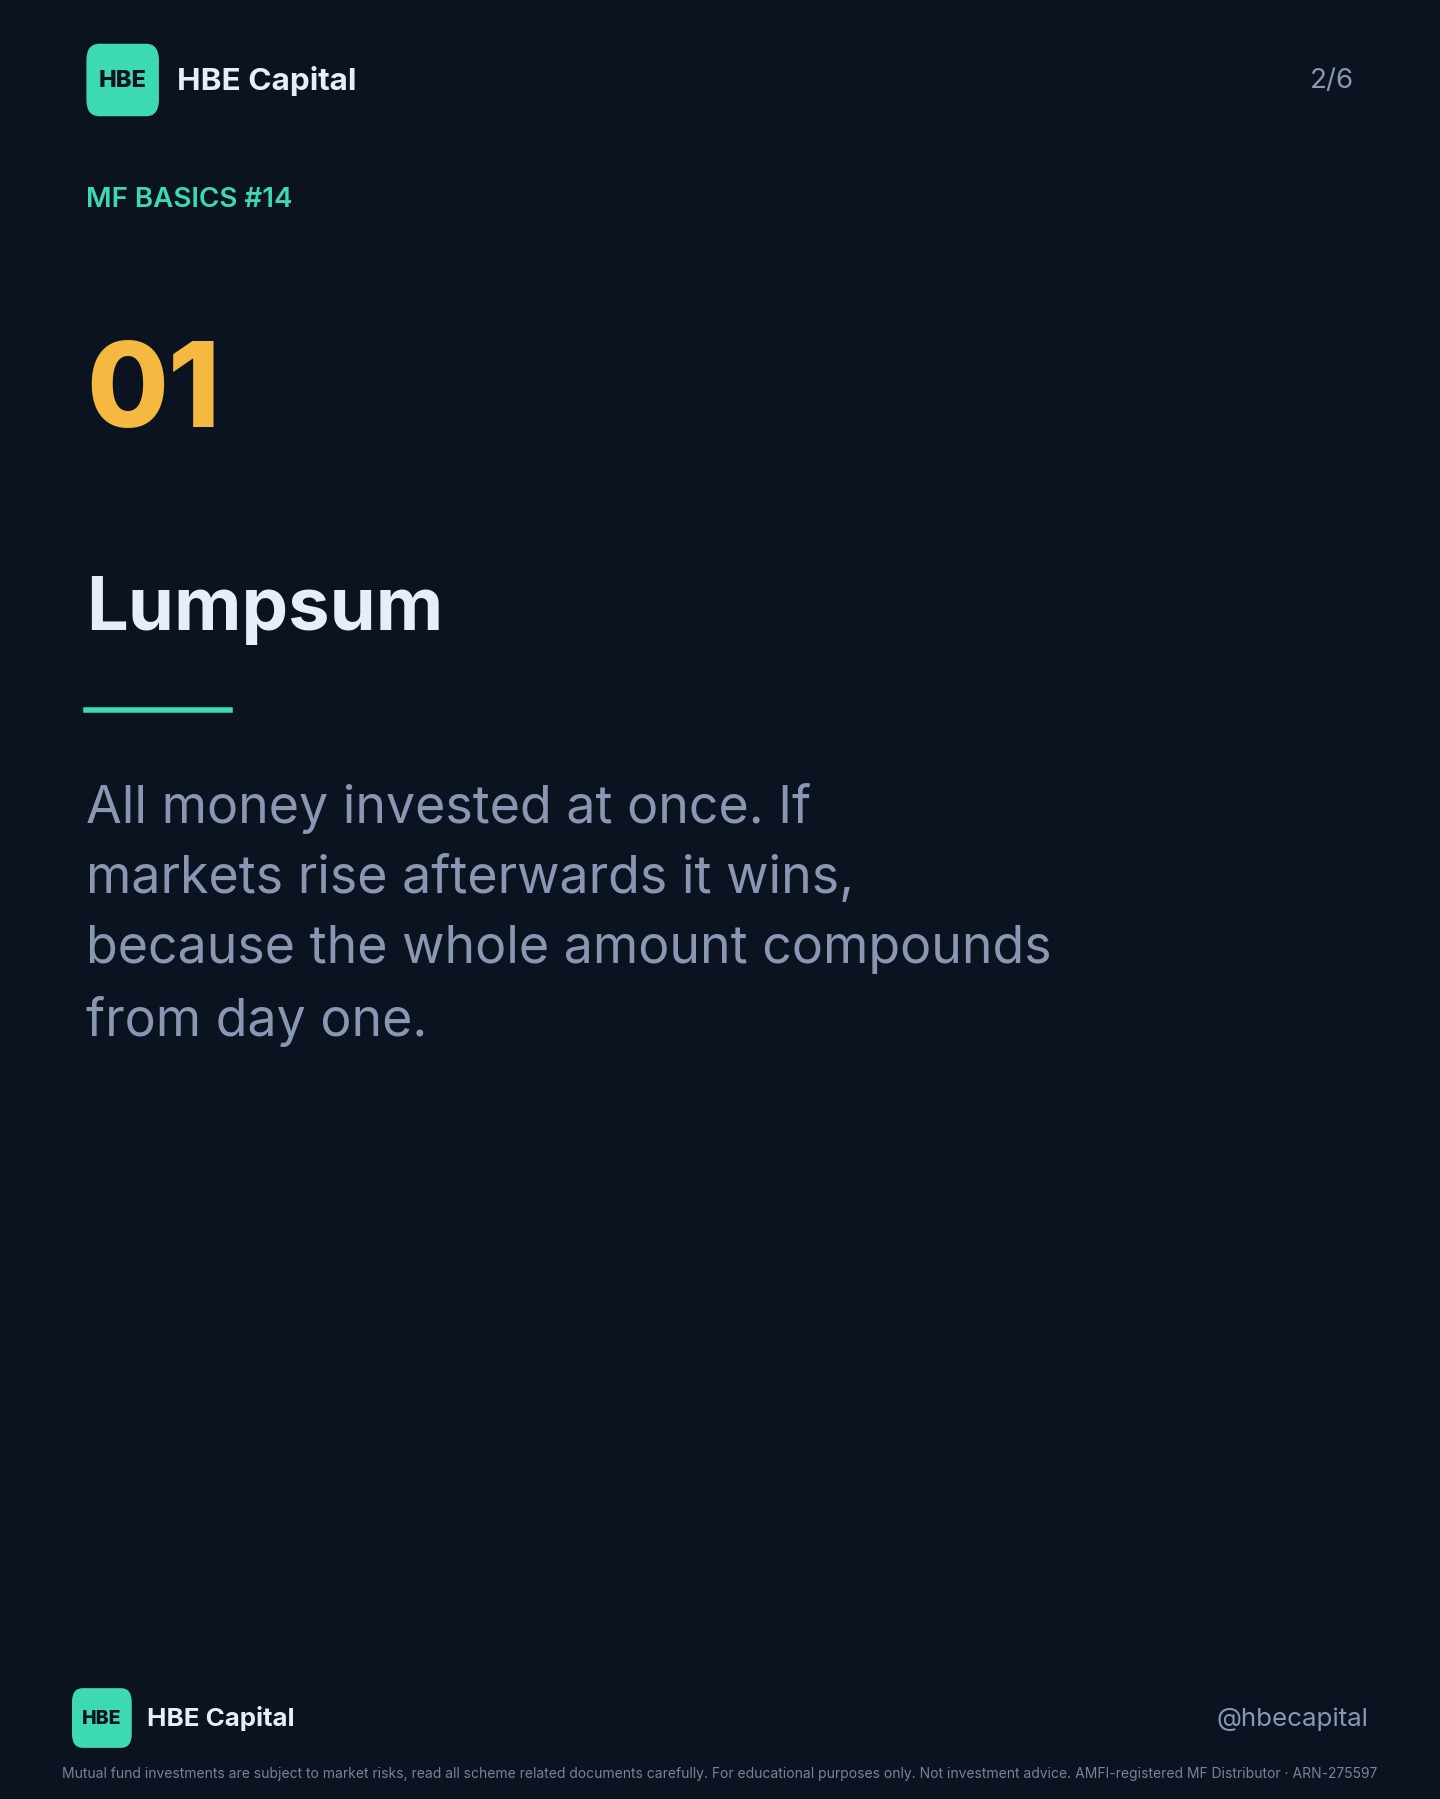 HBE HBE Capital 2/6
MF BASICS #14
01
Lumpsum
All money invested at once. If
markets rise afterwards it wins,
because the whole amount compounds
from day one.
HBE HBE Capital @hbecapital
Mutual fund investments are subject to market risks, read all scheme related documents carefully. For educational purposes only. Not investment advice. AMFI-registered MF Distributor · ARN-275597